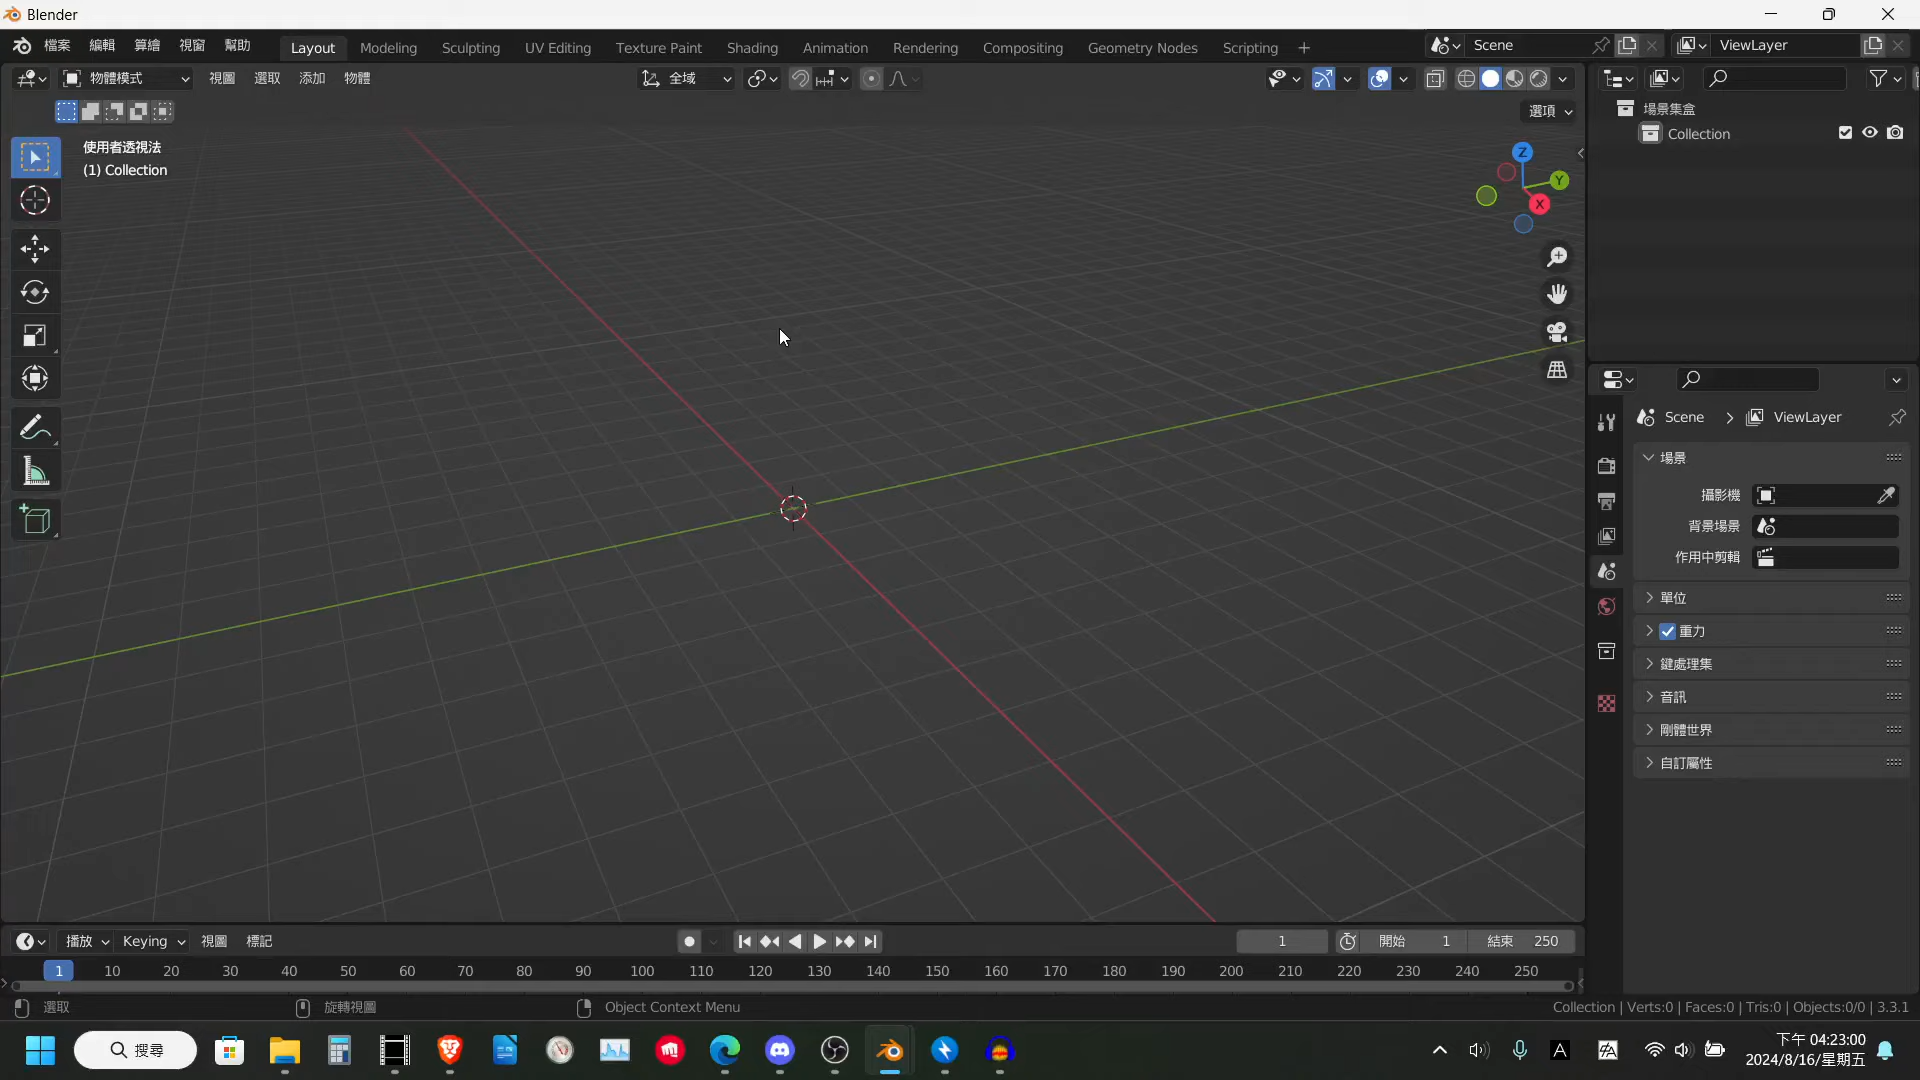 Blender
檔案 編輯 算繪 視窗 幫助 Layout Modeling Sculpting UV Editing Texture Paint Shading Animation Rendering Compositing Geometry Nodes Scripting + Scene ViewLayer
物體模式 視圖 選取 添加 物體 全域
選項
使用者透視法
(1) Collection
Z
Y
X
場景集盒
Collection
Scene > ViewLayer
場景
攝影機
背景場景
作用中剪輯
單位
重力
鍵處理集
音訊
剛體世界
自訂屬性
播放 Keying 視圖 標記 1 開始 1 結束 250
1 10 20 30 40 50 60 70 80 90 100 110 120 130 140 150 160 170 180 190 200 210 220 230 240 250
選取 旋轉視圖 Object Context Menu Collection | Verts:0 | Faces:0 | Tris:0 | Objects:0/0 | 3.3.1
搜尋 A 下午 04:23:00
2024/8/16/星期五